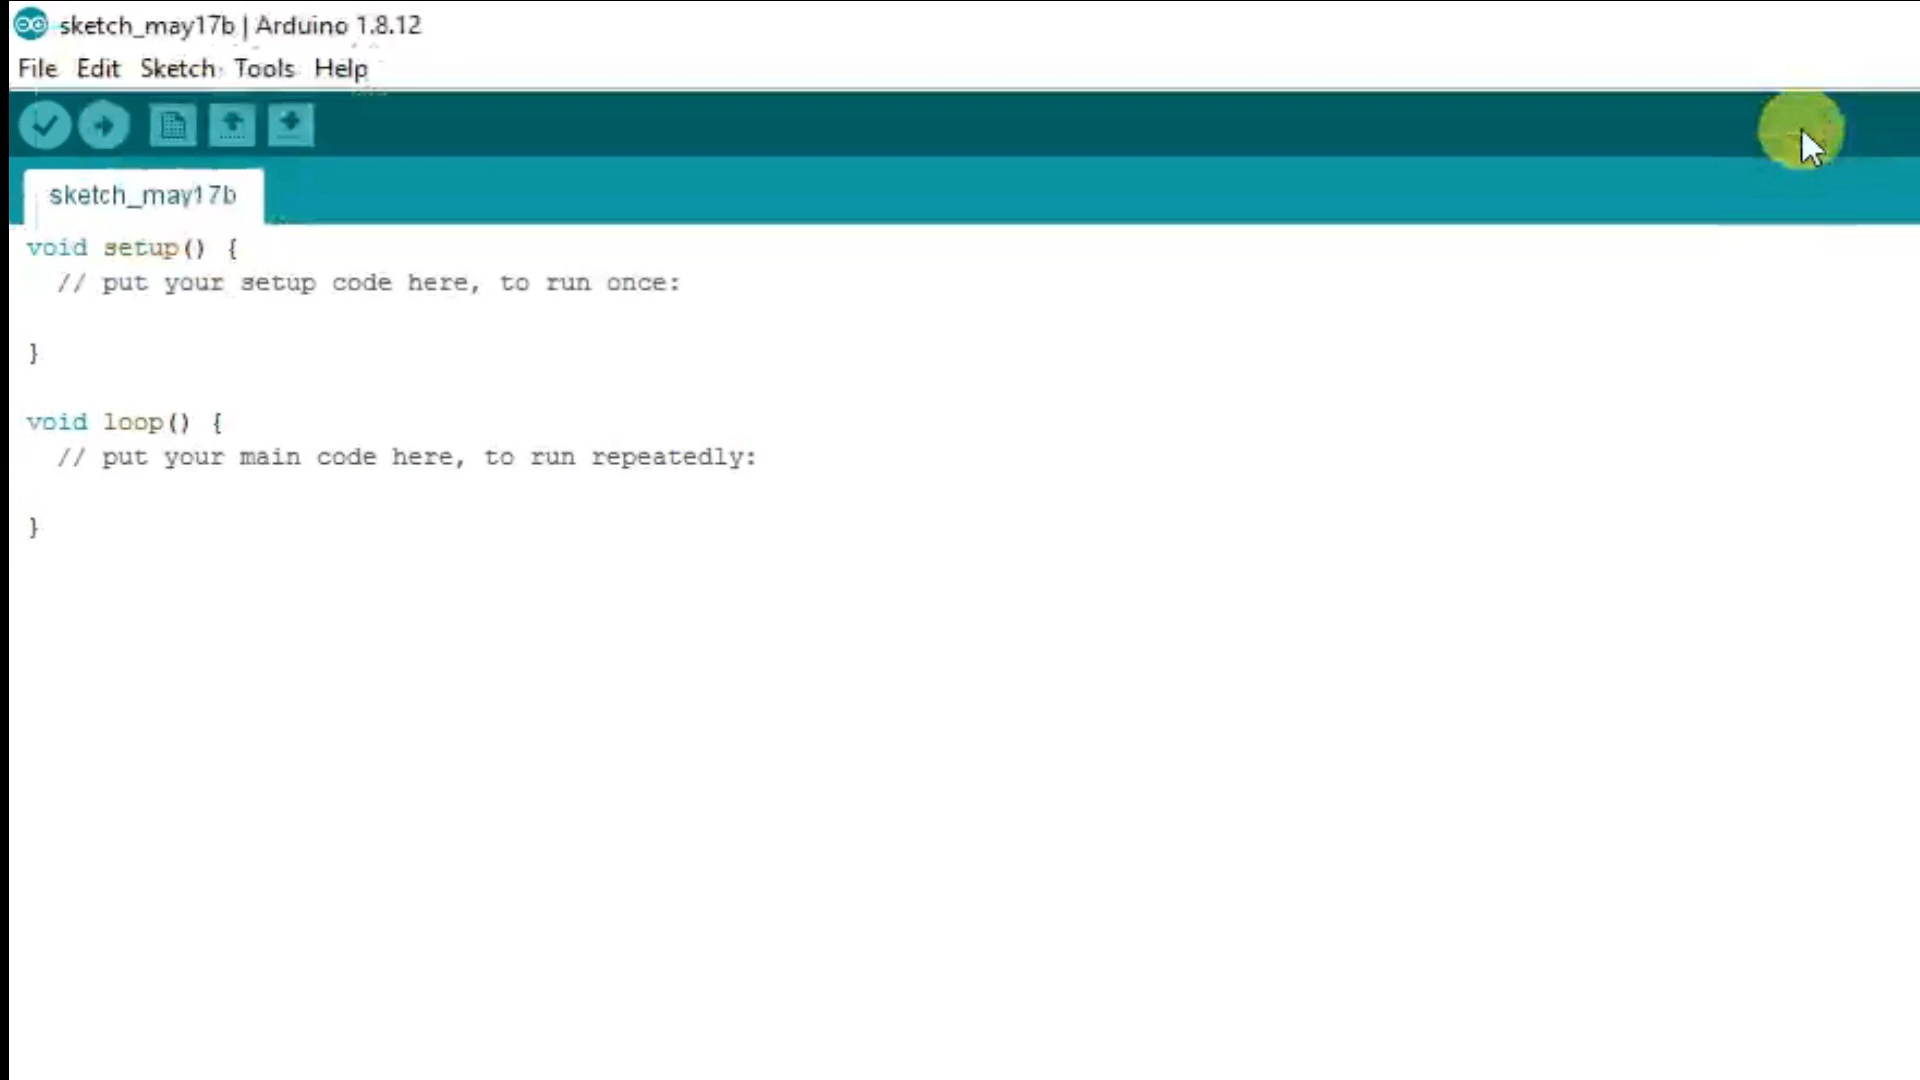 sketch_may17b | Arduino 1.8.12
File Edit Sketch Tools Help
sketch_may17b
void setup() {
  // put your setup code here, to run once:
}
void loop() {
  // put your main code here, to run repeatedly:
}